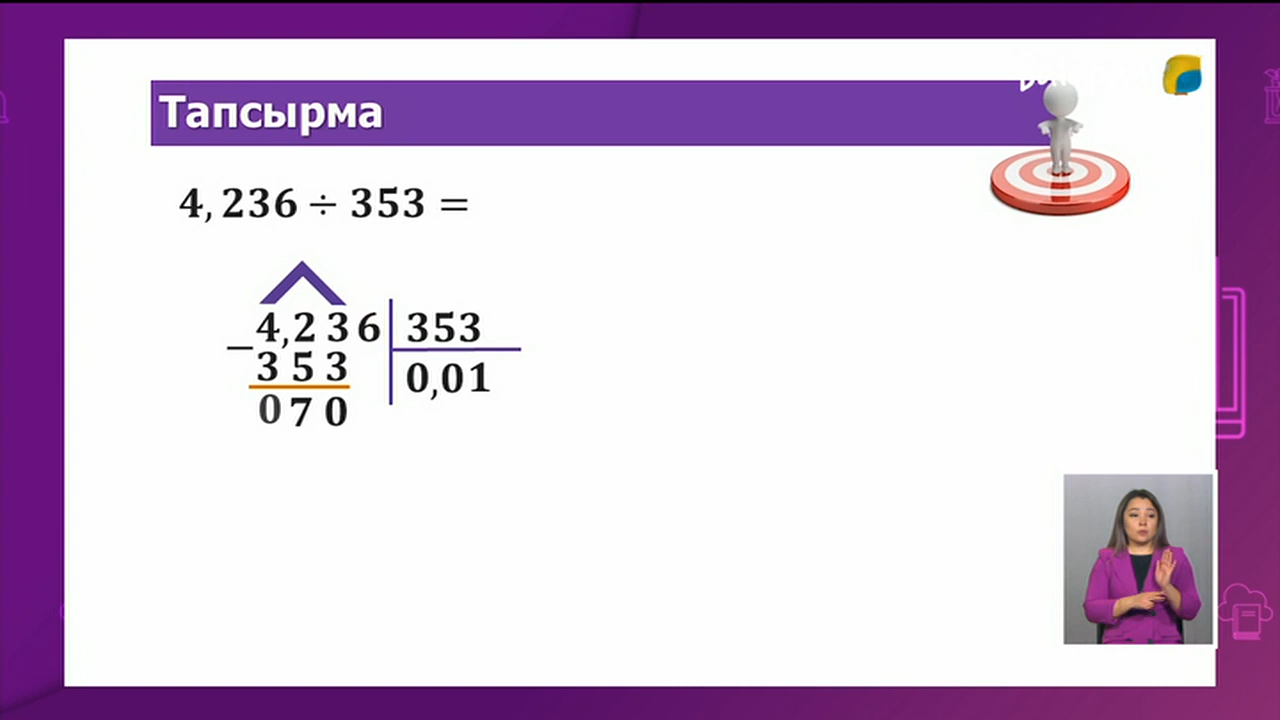 Тапсырма
4,236 ÷ 353 =
4,236 353
− 353 0,01
070